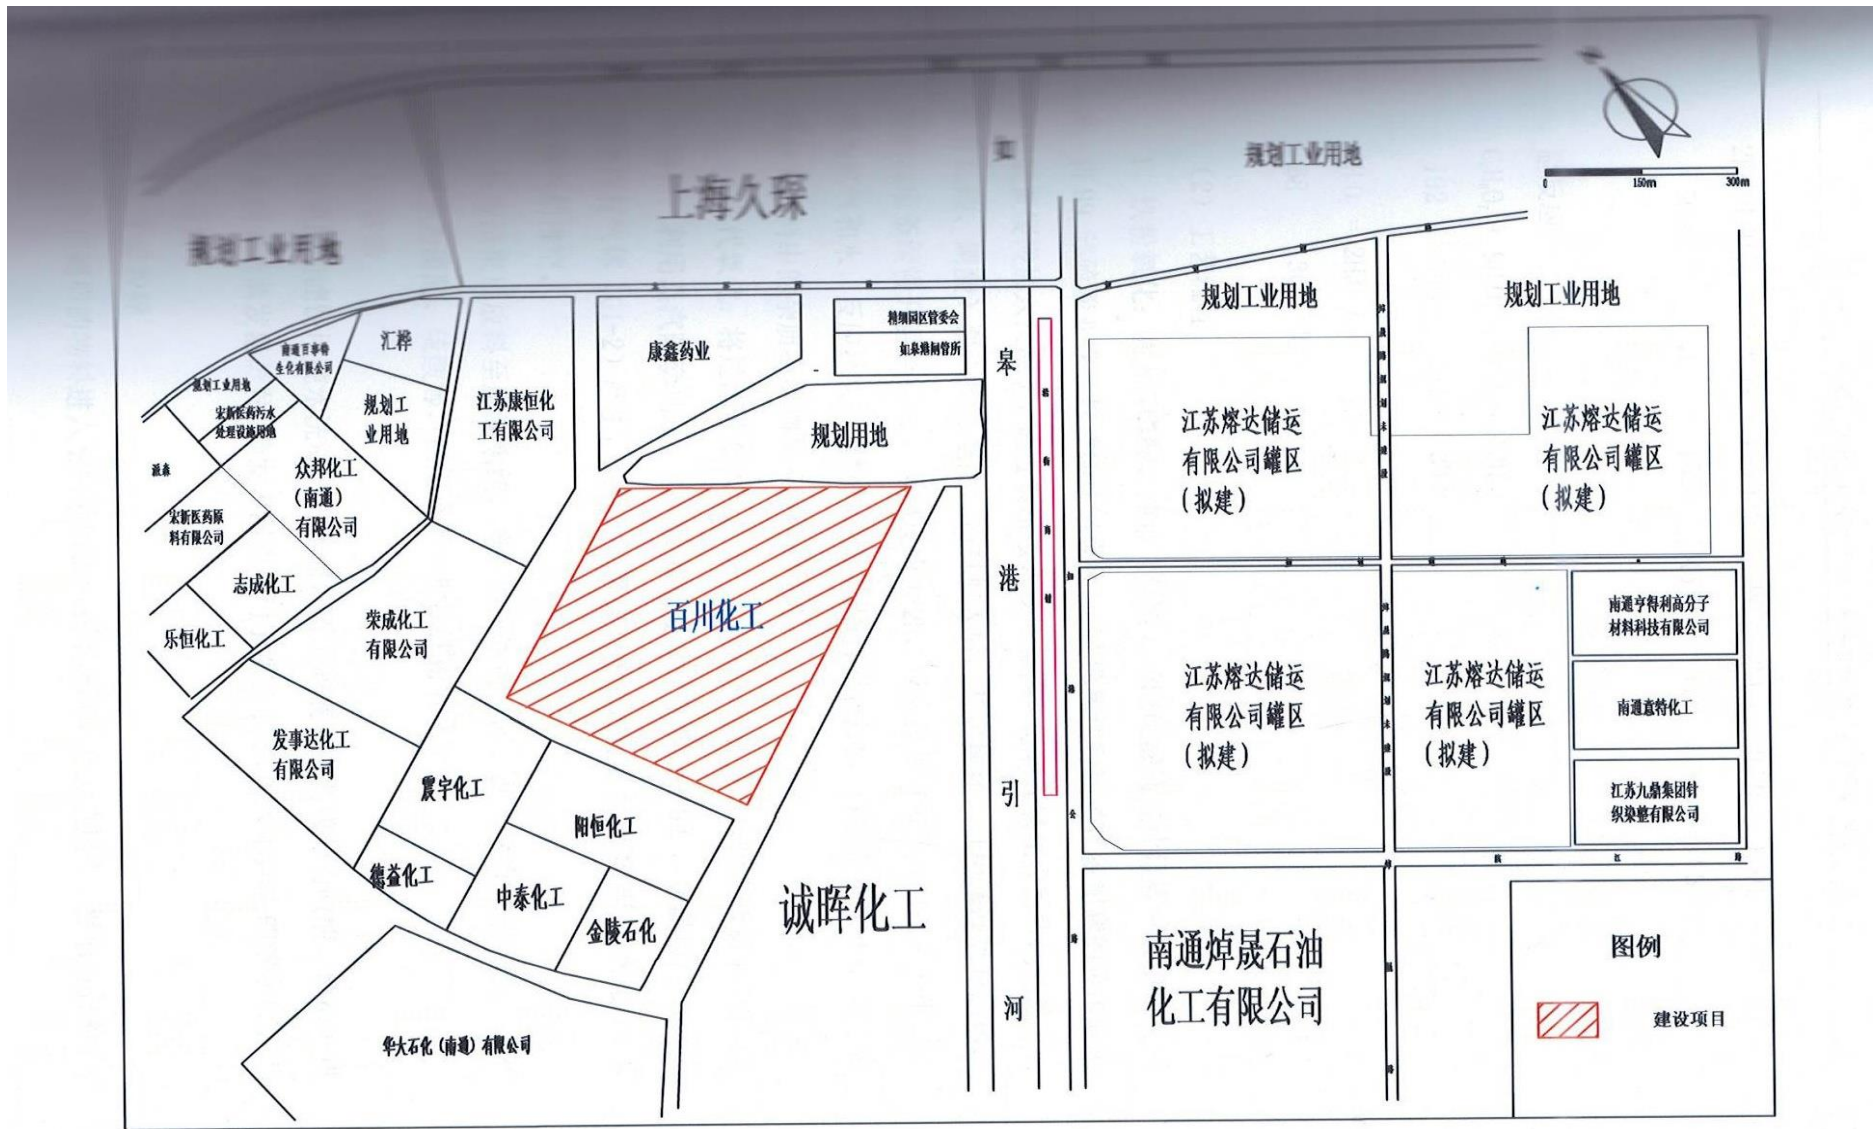 如
规划工业用地
150m
300m
上海久琛
规划工业用地
规划工业用地
规划工业用地
精细园区管委会
如皋港闸管所
康鑫药业
汇桦
南通百事特
生化有限公司
规划工业用地
宏新医药污水
处理设施用地
规划工
业用地
江苏康恒化
工有限公司
皋
规划用地
江苏熔达储运
有限公司罐区
(拟建)
江苏熔达储运
有限公司罐区
(拟建)
派森
众邦化工
(南通)
有限公司
宏新医药原
料有限公司
志成化工
港
百川化工
荣成化工
有限公司
乐恒化工
南通亨得利高分子
材料科技有限公司
江苏熔达储运
有限公司罐区
(拟建)
江苏熔达储运
有限公司罐区
(拟建)
南通意特化工
发事达化工
有限公司
震宇化工
引
江苏九鼎集团针
织染整有限公司
阳恒化工
滨 江 路
德益化工
中泰化工
金陵石化
诚晖化工
南通焯晟石油
化工有限公司
图例
河
建设项目
华大石化(南通)有限公司